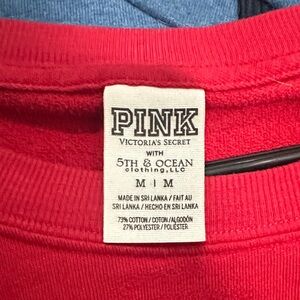 PINK
VICTORIA'S SECRET
WITH
5TH & OCEAN
clothing, LLC
M | M
MADE IN SRI LANKA / FAIT AU
SRI LANKA / HECHO EN SRI LANKA
73% COTTON / COTON / ALGODÓN
27% POLYESTER / POLIÉSTER